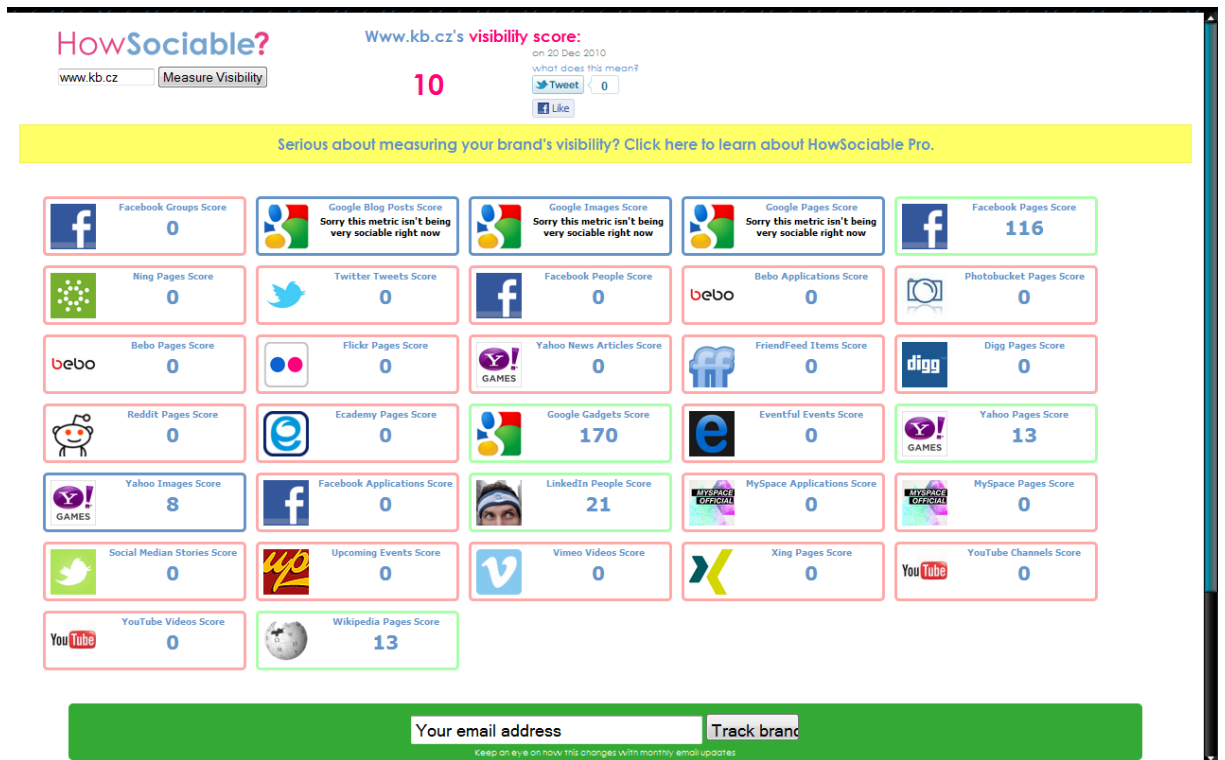 HowSociable?
www.kb.cz Measure Visibility
Www.kb.cz's visibility score:
on 20 Dec 2010
what does this mean?
10
Tweet 0
Like
Serious about measuring your brand's visibility? Click here to learn about HowSociable Pro.
Facebook Groups Score
0
Google Blog Posts Score
Sorry this metric isn't being
very sociable right now
Google Images Score
Sorry this metric isn't being
very sociable right now
Google Pages Score
Sorry this metric isn't being
very sociable right now
Facebook Pages Score
116
Ning Pages Score
0
Twitter Tweets Score
0
Facebook People Score
0
bebo
Bebo Applications Score
0
Photobucket Pages Score
0
bebo
Bebo Pages Score
0
Flickr Pages Score
0
Y! GAMES
Yahoo News Articles Score
0
ff
FriendFeed Items Score
0
digg
Digg Pages Score
0
Reddit Pages Score
0
Ecademy Pages Score
0
Google Gadgets Score
170
e
Eventful Events Score
0
Y! GAMES
Yahoo Pages Score
13
Y! GAMES
Yahoo Images Score
8
Facebook Applications Score
0
LinkedIn People Score
21
MYSPACE
OFFICIAL
MySpace Applications Score
0
MYSPACE
OFFICIAL
MySpace Pages Score
0
Social Median Stories Score
0
up
Upcoming Events Score
0
Vimeo Videos Score
0
Xing Pages Score
0
YouTube
YouTube Channels Score
0
YouTube
YouTube Videos Score
0
Wikipedia Pages Score
13
Your email address Track brand
Keep an eye on how this changes with monthly email updates